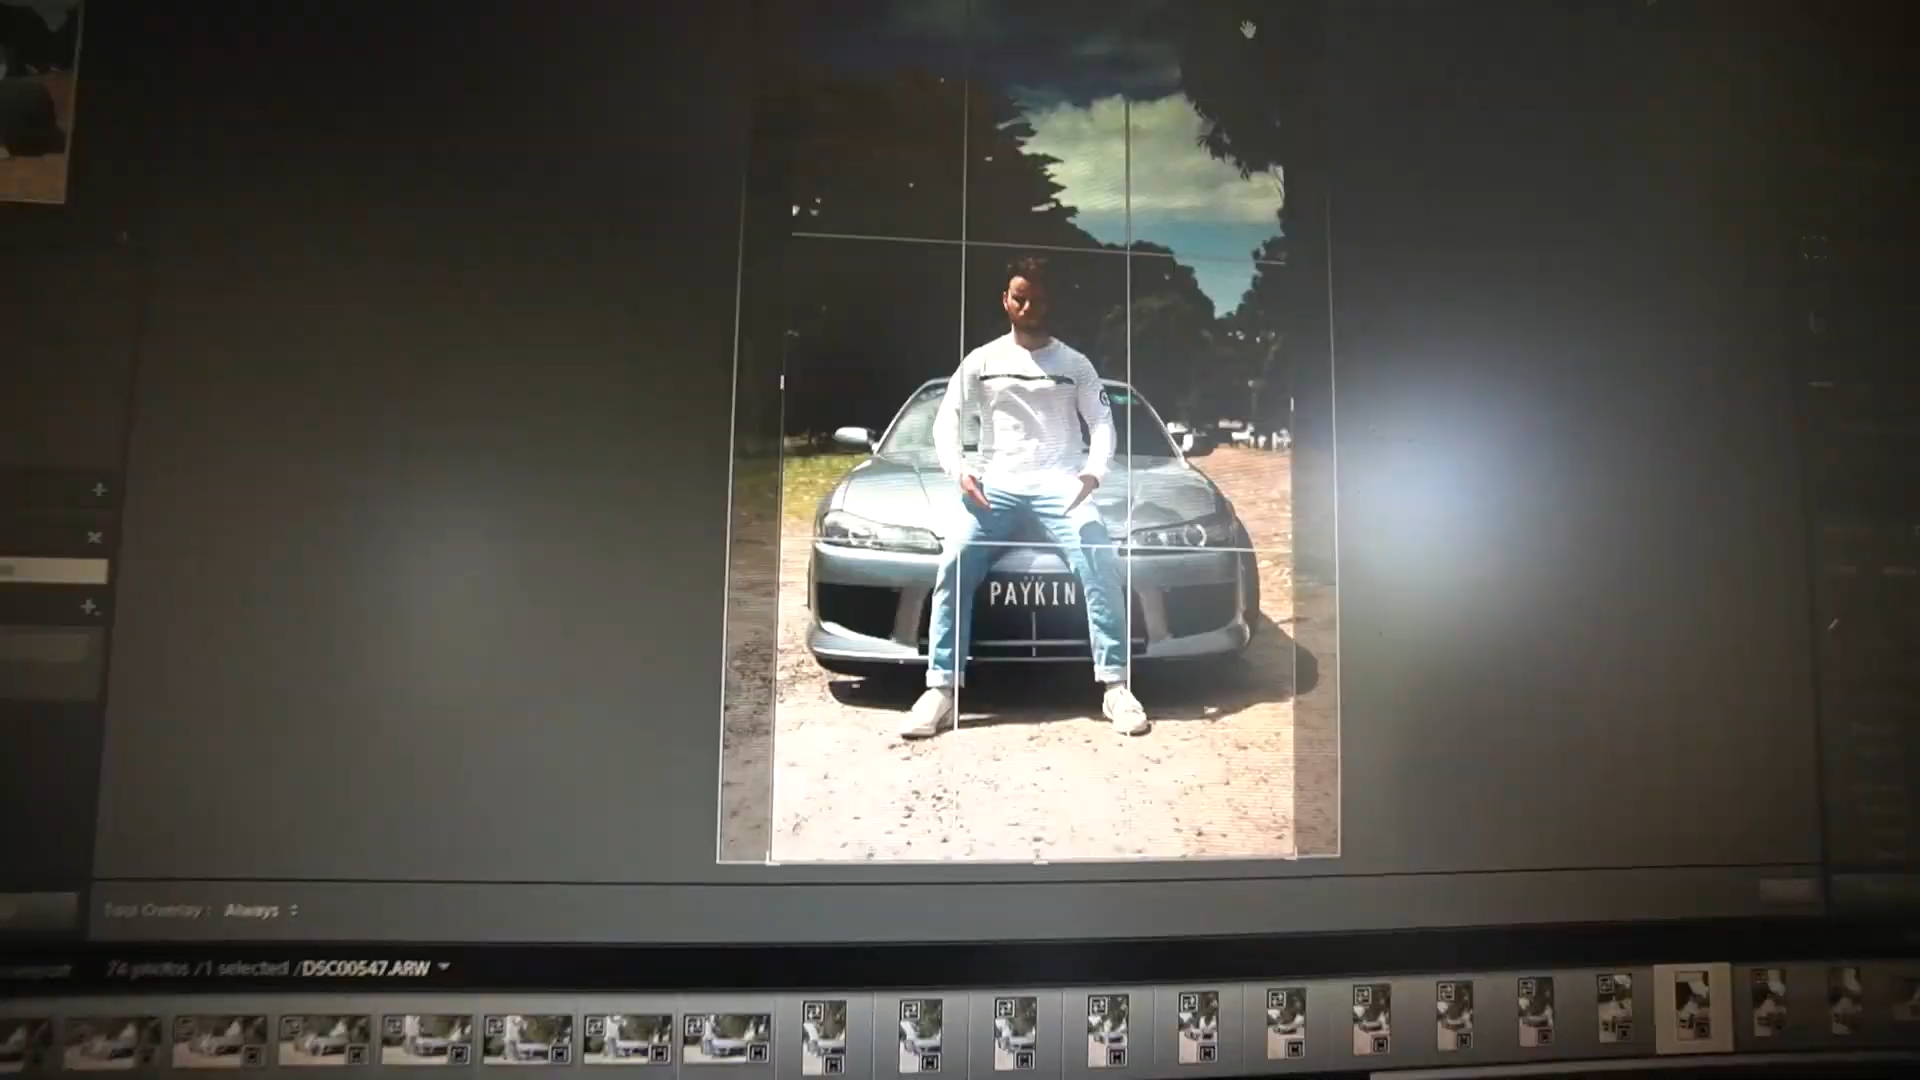 PAYKIN
Tool Overlay : Always
74 photos /1 selected /DSC00547.ARW